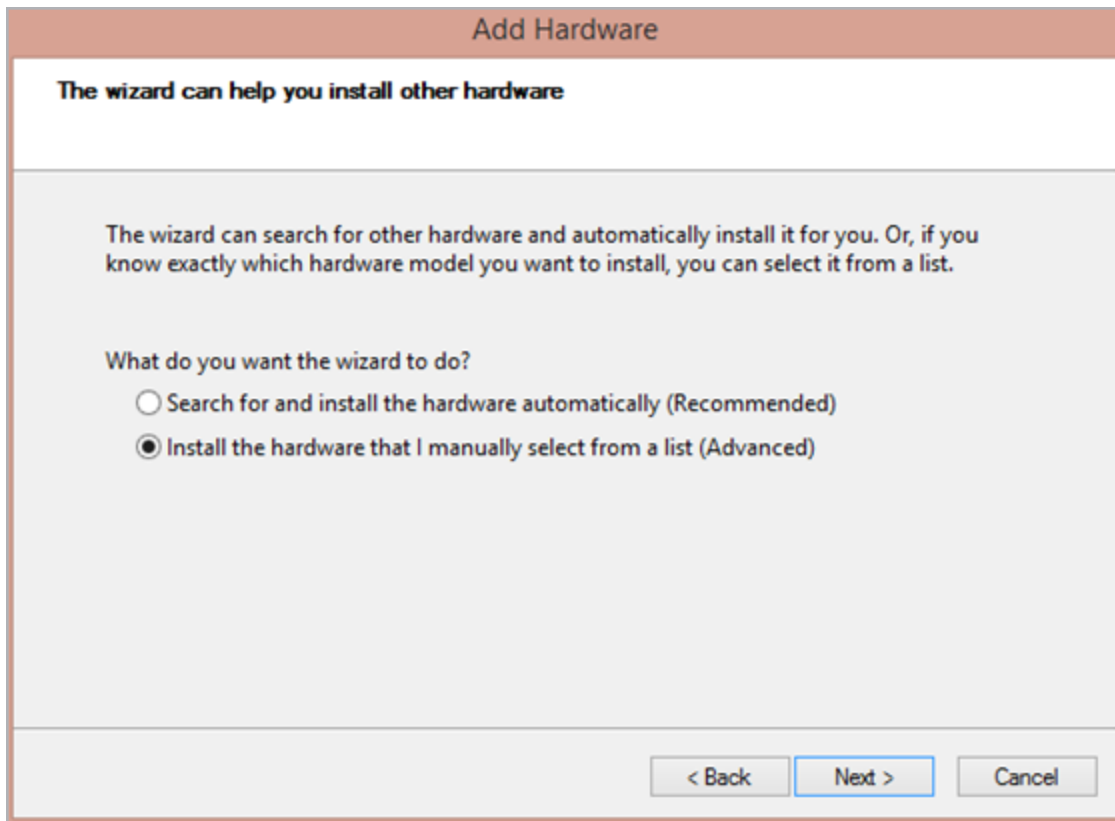 Add Hardware
The wizard can help you install other hardware
The wizard can search for other hardware and automatically install it for you. Or, if you
know exactly which hardware model you want to install, you can select it from a list.
What do you want the wizard to do?
Search for and install the hardware automatically (Recommended)
Install the hardware that I manually select from a list (Advanced)
< Back Next > Cancel